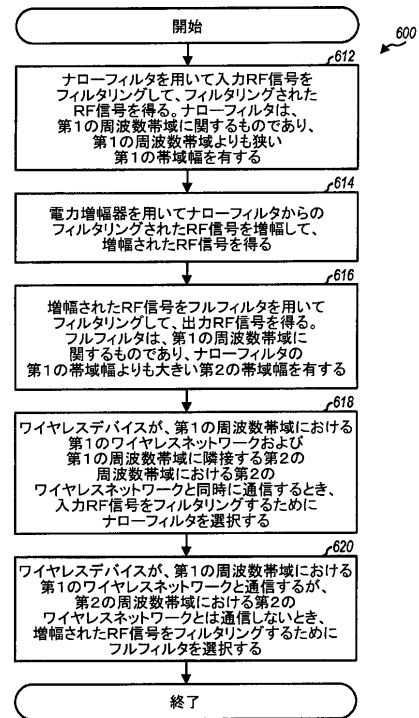 開始
600
612
ナローフィルタを用いて入力RF信号を
フィルタリングして、フィルタリングされた
RF信号を得る。ナローフィルタは、
第1の周波数帯域に関するものであり、
第1の周波数帯域よりも狭い
第1の帯域幅を有する
614
電力増幅器を用いてナローフィルタからの
フィルタリングされたRF信号を増幅して、
増幅されたRF信号を得る
616
増幅されたRF信号をフルフィルタを用いて
フィルタリングして、出力RF信号を得る。
フルフィルタは、第1の周波数帯域に
関するものであり、ナローフィルタの
第1の帯域幅よりも大きい第2の帯域幅を有する
618
ワイヤレスデバイスが、第1の周波数帯域における
第1のワイヤレスネットワークおよび
第1の周波数帯域に隣接する第2の
周波数帯域における第2の
ワイヤレスネットワークと同時に通信するとき、
入力RF信号をフィルタリングするために
ナローフィルタを選択する
620
ワイヤレスデバイスが、第1の周波数帯域における
第1のワイヤレスネットワークと通信するが、
第2の周波数帯域における第2の
ワイヤレスネットワークとは通信しないとき、
増幅されたRF信号をフィルタリングするために
フルフィルタを選択する
終了